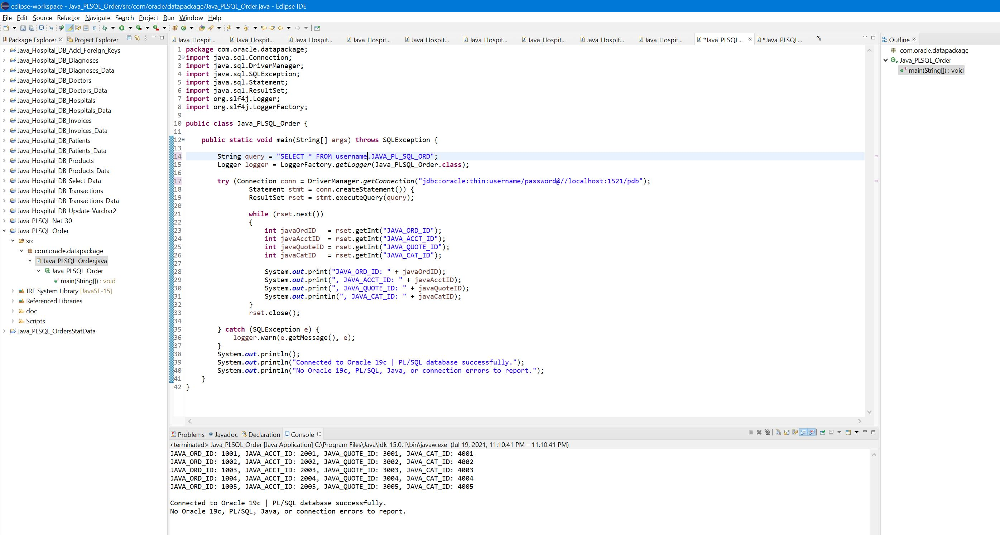 eclipse-workspace - Java_PLSQL_Order/src/com/oracle/datapackage/Java_PLSQL_Order.java - Eclipse IDE
File Edit Source Refactor Navigate Search Project Run Window Help
Package Explorer Project Explorer
Java_Hospital_DB_Add_Foreign_Keys
Java_Hospital_DB_Diagnoses
Java_Hospital_DB_Diagnoses_Data
Java_Hospital_DB_Doctors
Java_Hospital_DB_Doctors_Data
Java_Hospital_DB_Hospitals
Java_Hospital_DB_Hospitals_Data
Java_Hospital_DB_Invoices
Java_Hospital_DB_Invoices_Data
Java_Hospital_DB_Patients
Java_Hospital_DB_Patients_Data
Java_Hospital_DB_Products
Java_Hospital_DB_Products_Data
Java_Hospital_DB_Select_Data
Java_Hospital_DB_Transactions
Java_Hospital_DB_Transactions_Data
Java_Hospital_DB_Update_Varchar2
Java_PLSQL_Net_30
Java_PLSQL_Order
src
com.oracle.datapackage
Java_PLSQL_Order.java
Java_PLSQL_Order
main(String[]) : void
JRE System Library [JavaSE-15]
Referenced Libraries
doc
Scripts
Java_PLSQL_OrdersStatData
Java_Hospit... Java_Hospit... Java_Hospit... Java_Hospit... Java_Hospit... Java_Hospit... Java_Hospit... Java_Hospit... Java_Hospit... *Java_PLSQL... *Java_PLSQL... »8
1 package com.oracle.datapackage;
2 import java.sql.Connection;
3 import java.sql.DriverManager;
4 import java.sql.SQLException;
5 import java.sql.Statement;
6 import java.sql.ResultSet;
7 import org.slf4j.Logger;
8 import org.slf4j.LoggerFactory;
9
10 public class Java_PLSQL_Order {
11
12 public static void main(String[] args) throws SQLException {
13
14 String query = "SELECT * FROM username.JAVA_PL_SQL_ORD";
15 Logger logger = LoggerFactory.getLogger(Java_PLSQL_Order.class);
16
17 try (Connection conn = DriverManager.getConnection("jdbc:oracle:thin:username/password@//localhost:1521/pdb");
18 Statement stmt = conn.createStatement()) {
19 ResultSet rset = stmt.executeQuery(query);
20
21 while (rset.next())
22 {
23 int javaOrdID = rset.getInt("JAVA_ORD_ID");
24 int javaAcctID = rset.getInt("JAVA_ACCT_ID");
25 int javaQuoteID = rset.getInt("JAVA_QUOTE_ID");
26 int javaCatID = rset.getInt("JAVA_CAT_ID");
27
28 System.out.print("JAVA_ORD_ID: " + javaOrdID);
29 System.out.print(", JAVA_ACCT_ID: " + javaAcctID);
30 System.out.print(", JAVA_QUOTE_ID: " + javaQuoteID);
31 System.out.println(", JAVA_CAT_ID: " + javaCatID);
32 }
33 rset.close();
34
35 } catch (SQLException e) {
36 logger.warn(e.getMessage(), e);
37 }
38 System.out.println();
39 System.out.println("Connected to Oracle 19c | PL/SQL database successfully.");
40 System.out.println("No Oracle 19c, PL/SQL, Java, or connection errors to report.");
41 }
42 }
Problems Javadoc Declaration Console
<terminated> Java_PLSQL_Order [Java Application] C:\Program Files\Java\jdk-15.0.1\bin\javaw.exe (Jul 19, 2021, 11:10:41 PM – 11:10:41 PM)
JAVA_ORD_ID: 1001, JAVA_ACCT_ID: 2001, JAVA_QUOTE_ID: 3001, JAVA_CAT_ID: 4001
JAVA_ORD_ID: 1002, JAVA_ACCT_ID: 2002, JAVA_QUOTE_ID: 3002, JAVA_CAT_ID: 4002
JAVA_ORD_ID: 1003, JAVA_ACCT_ID: 2003, JAVA_QUOTE_ID: 3003, JAVA_CAT_ID: 4003
JAVA_ORD_ID: 1004, JAVA_ACCT_ID: 2004, JAVA_QUOTE_ID: 3004, JAVA_CAT_ID: 4004
JAVA_ORD_ID: 1005, JAVA_ACCT_ID: 2005, JAVA_QUOTE_ID: 3005, JAVA_CAT_ID: 4005
Connected to Oracle 19c | PL/SQL database successfully.
No Oracle 19c, PL/SQL, Java, or connection errors to report.
Outline
com.oracle.datapackage
Java_PLSQL_Order
main(String[]) : void